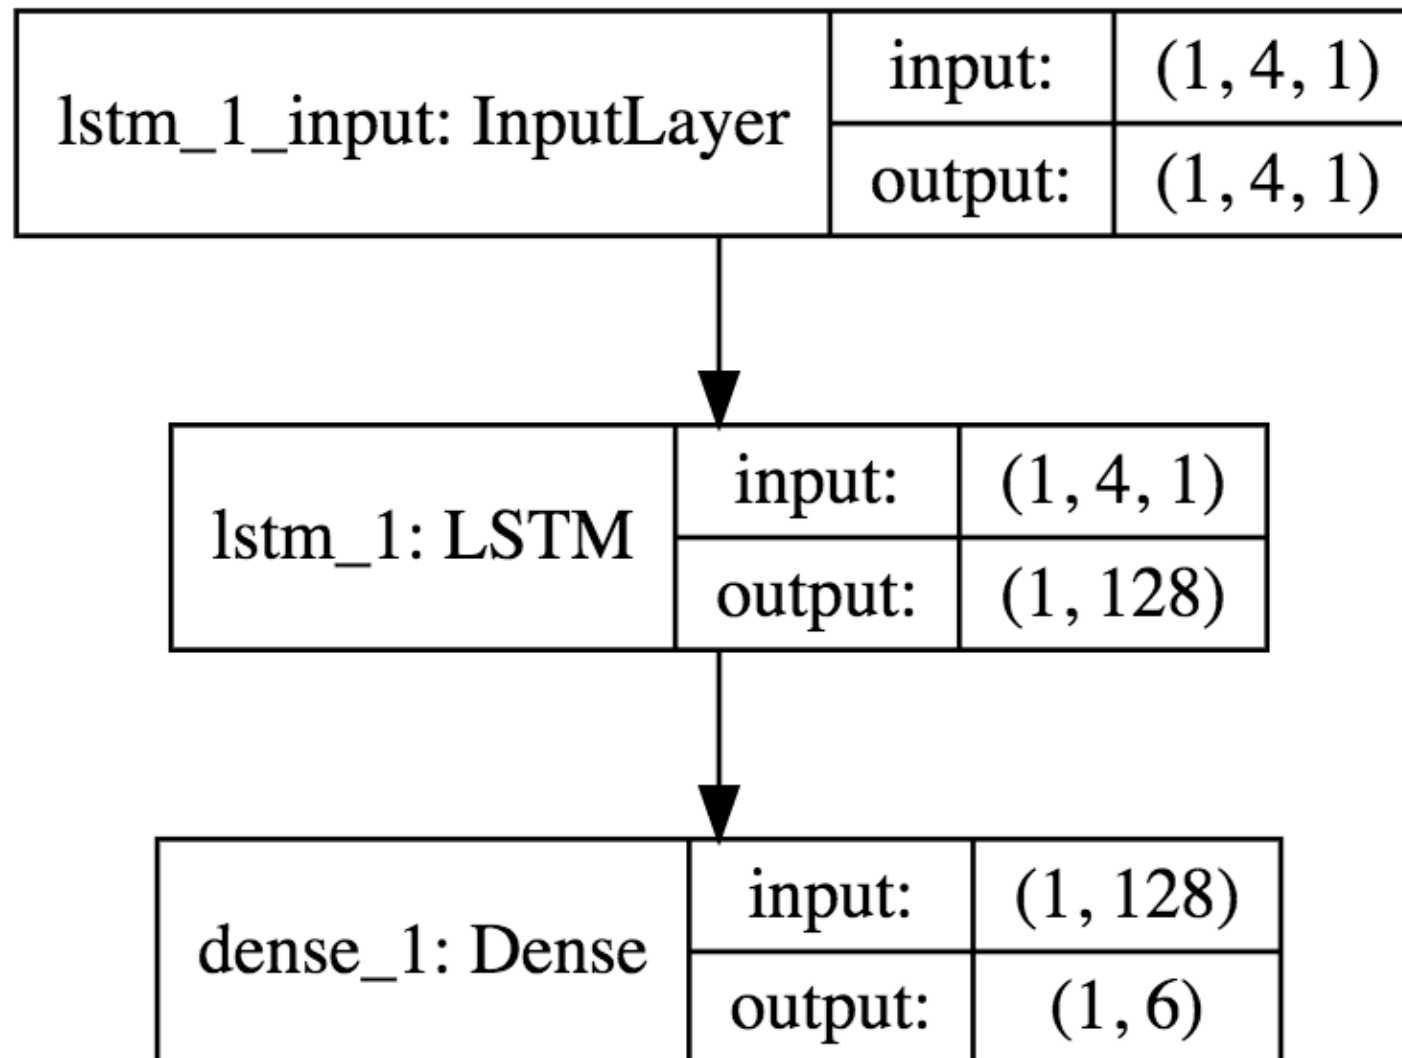 lstm_1_input: InputLayer
input:
(1, 4, 1)
output:
(1, 4, 1)
lstm_1: LSTM
input:
(1, 4, 1)
output:
(1, 128)
dense_1: Dense
input:
(1, 128)
output:
(1, 6)